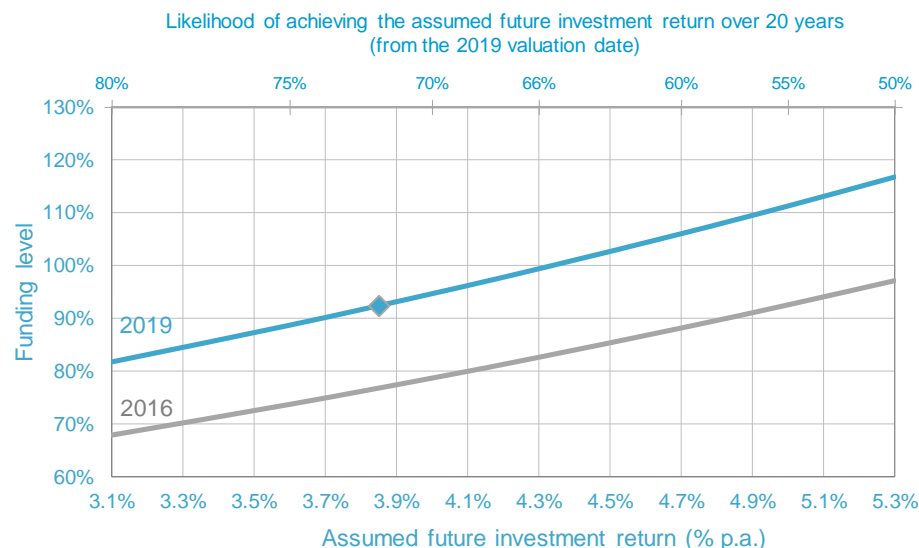 Likelihood of achieving the assumed future investment return over 20 years
(from the 2019 valuation date)
80% 75% 70% 66% 60% 55% 50%
130%
120%
110%
100%
90%
80%
70%
60%
Funding level
2019
2016
3.1% 3.3% 3.5% 3.7% 3.9% 4.1% 4.3% 4.5% 4.7% 4.9% 5.1% 5.3%
Assumed future investment return (% p.a.)